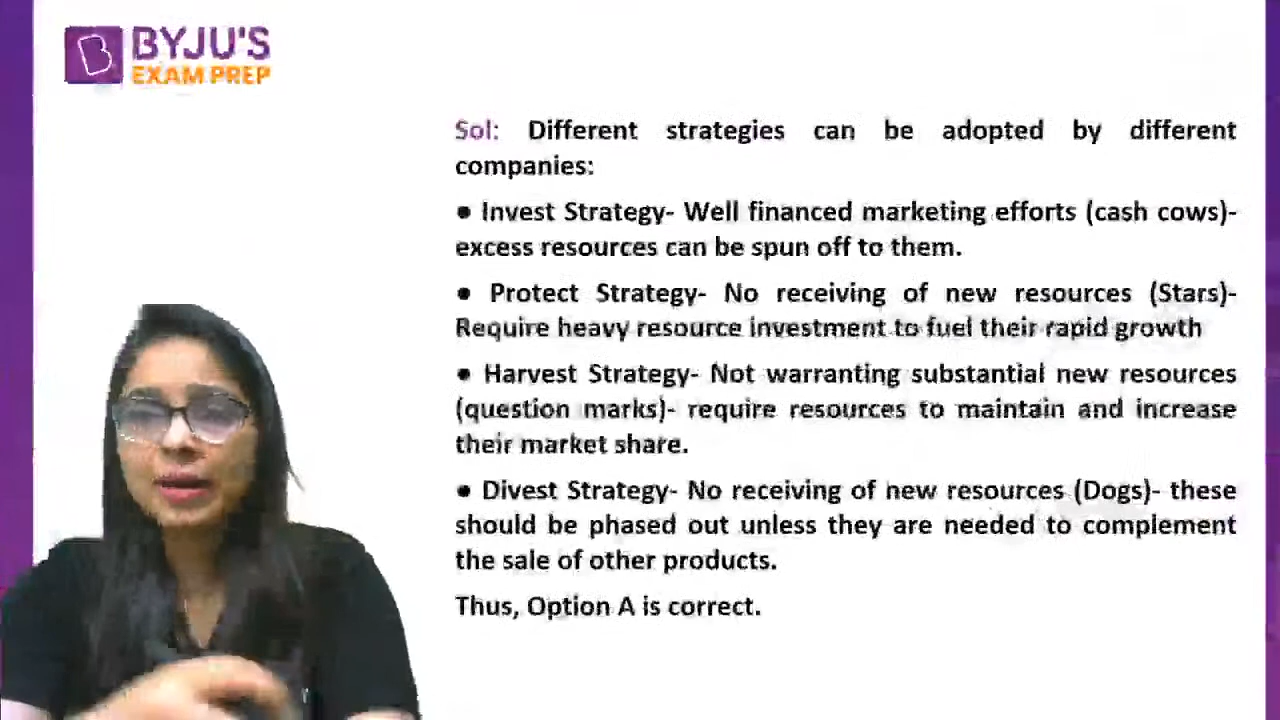 BYJU'S
EXAM PREP
Sol: Different strategies can be adopted by different
companies:
● Invest Strategy- Well financed marketing efforts (cash cows)-
excess resources can be spun off to them.
● Protect Strategy- No receiving of new resources (Stars)-
Require heavy resource investment to fuel their rapid growth
● Harvest Strategy- Not warranting substantial new resources
(question marks)- require resources to maintain and increase
their market share.
● Divest Strategy- No receiving of new resources (Dogs)- these
should be phased out unless they are needed to complement
the sale of other products.
Thus, Option A is correct.